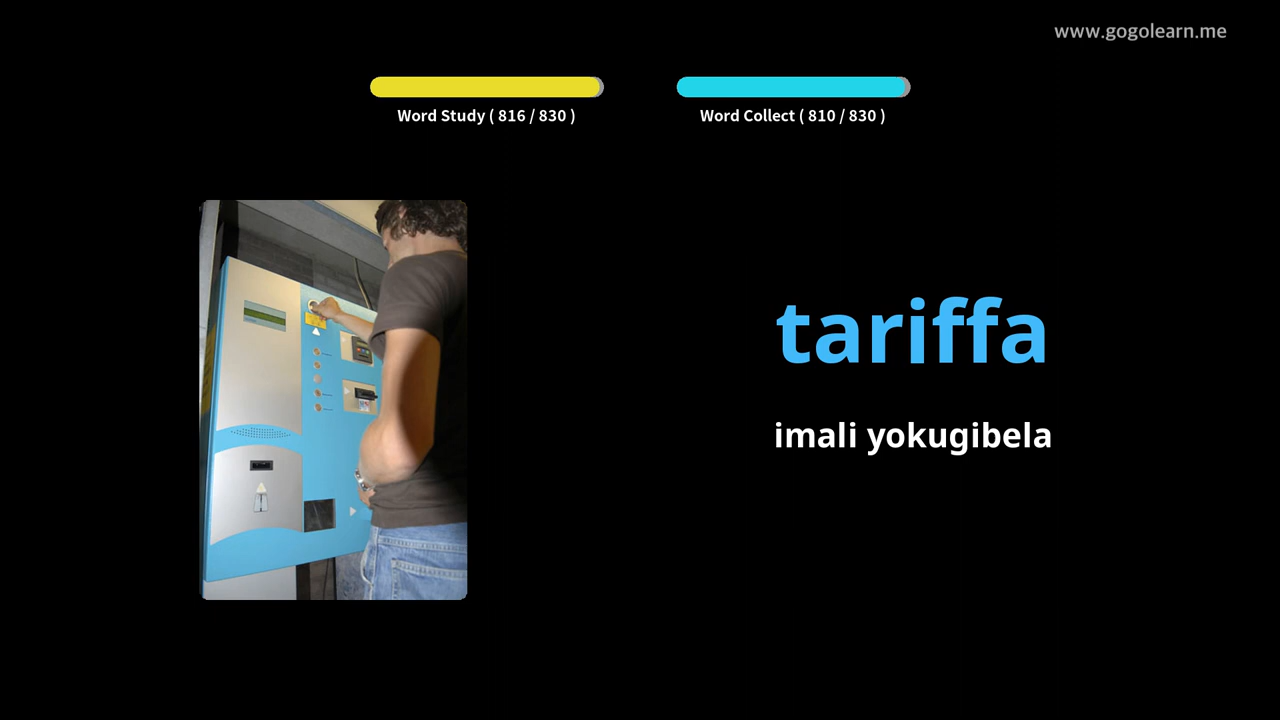 www.gogolearn.me
Word Study ( 816 / 830 )
Word Collect ( 810 / 830 )
tariffa
imali yokugibela